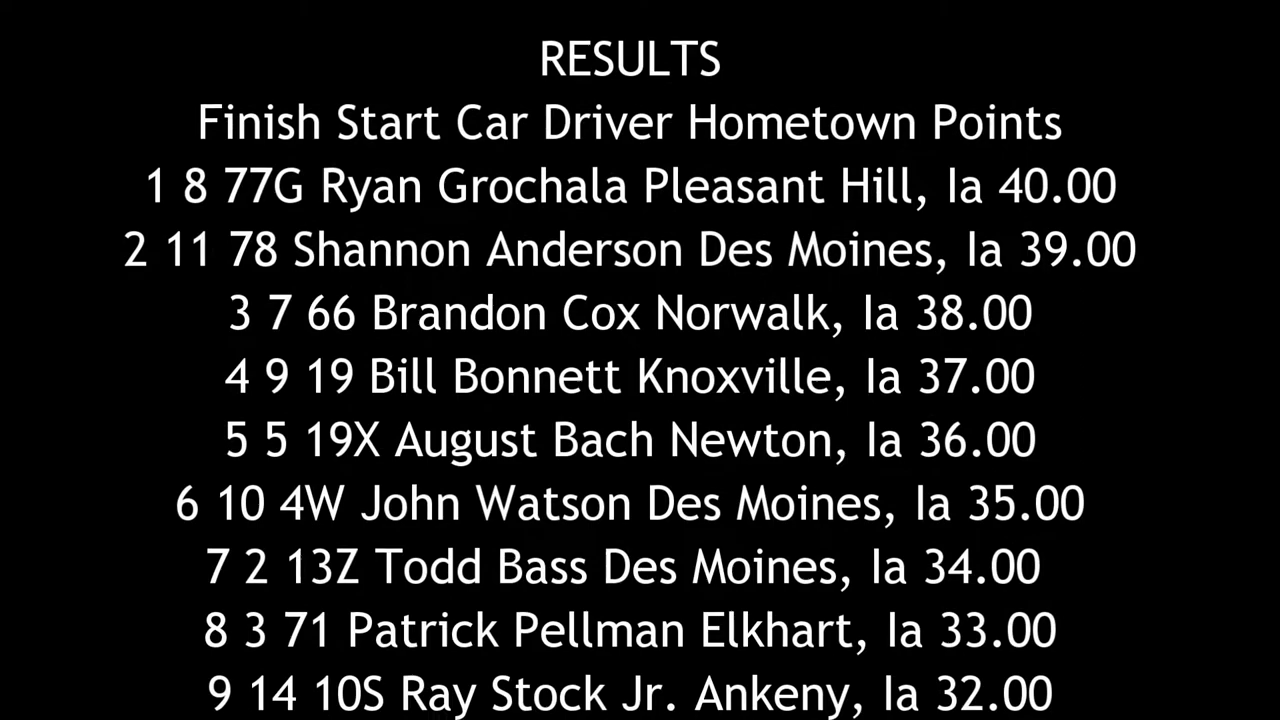 RESULTS
Finish Start Car Driver Hometown Points
1 8 77G Ryan Grochala Pleasant Hill, Ia 40.00
2 11 78 Shannon Anderson Des Moines, Ia 39.00
3 7 66 Brandon Cox Norwalk, Ia 38.00
4 9 19 Bill Bonnett Knoxville, Ia 37.00
5 5 19X August Bach Newton, Ia 36.00
6 10 4W John Watson Des Moines, Ia 35.00
7 2 13Z Todd Bass Des Moines, Ia 34.00
8 3 71 Patrick Pellman Elkhart, Ia 33.00
9 14 10S Ray Stock Jr. Ankeny, Ia 32.00